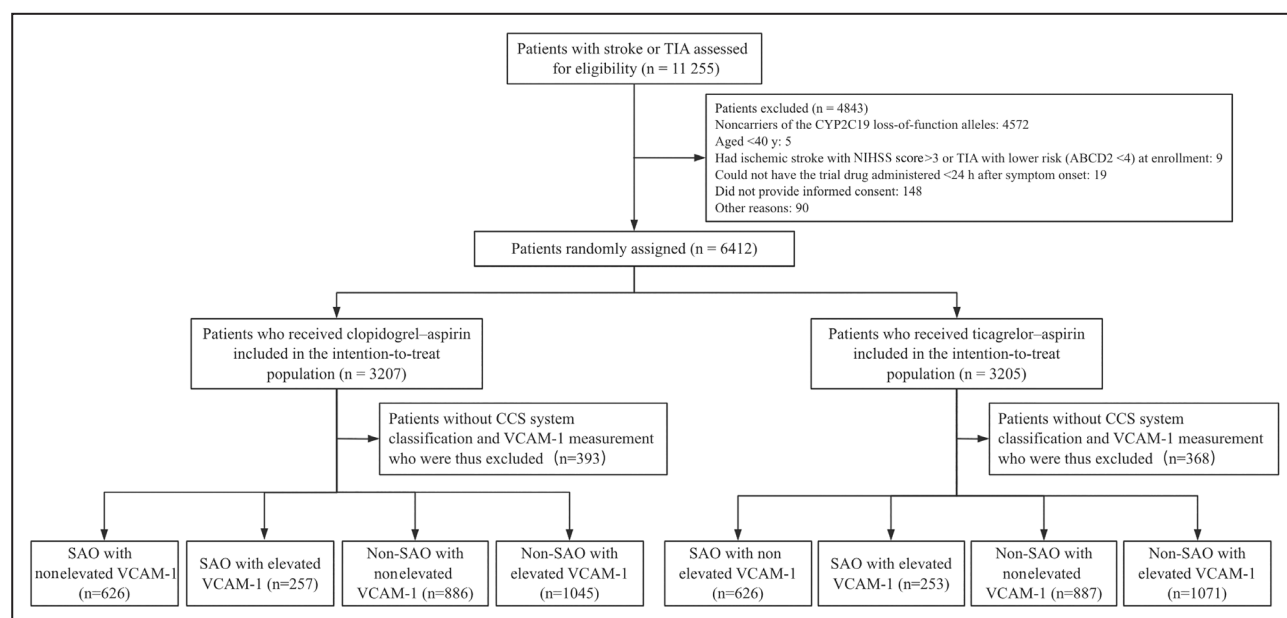 Patients with stroke or TIA assessed
for eligibility (n = 11 255)
Patients excluded (n = 4843)
Noncarriers of the CYP2C19 loss-of-function alleles: 4572
Aged <40 y: 5
Had ischemic stroke with NIHSS score>3 or TIA with lower risk (ABCD2 <4) at enrollment: 9
Could not have the trial drug administered <24 h after symptom onset: 19
Did not provide informed consent: 148
Other reasons: 90
Patients randomly assigned (n = 6412)
Patients who received clopidogrel–aspirin
included in the intention-to-treat
population (n = 3207)
Patients who received ticagrelor–aspirin
included in the intention-to-treat
population (n = 3205)
Patients without CCS system
classification and VCAM-1 measurement
who were thus excluded (n=393)
Patients without CCS system
classification and VCAM-1 measurement
who were thus excluded (n=368)
SAO with
nonelevated VCAM-1
(n=626)
SAO with elevated
VCAM-1 (n=257)
Non-SAO with
nonelevated
VCAM-1 (n=886)
Non-SAO with
elevated VCAM-1
(n=1045)
SAO with non
elevated VCAM-1
(n=626)
SAO with elevated
VCAM-1 (n=253)
Non-SAO with
nonelevated
VCAM-1 (n=887)
Non-SAO with
elevated VCAM-1
(n=1071)